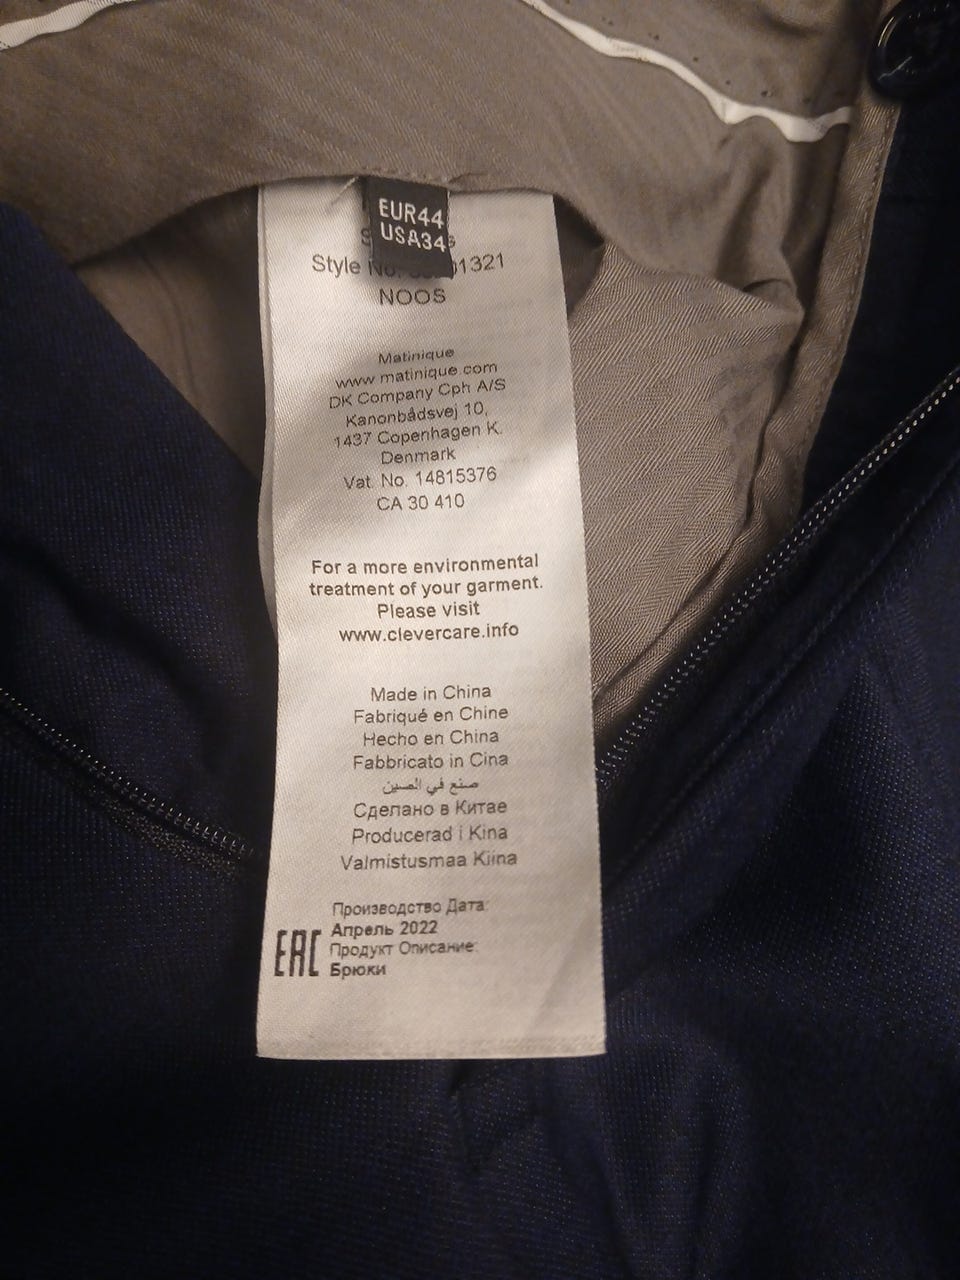 EUR44
USA34
Style No. 1321
NOOS
Matinique
www.matinique.com
DK Company Cph A/S
Kanonbådsvej 10,
1437 Copenhagen K.
Denmark
Vat. No. 14815376
CA 30 410
For a more environmental
treatment of your garment.
Please visit
www.clevercare.info
Made in China
Fabriqué en Chine
Hecho en China
Fabbricato in Cina
صنع في الصين
Сделано в Китае
Producerad i Kina
Valmistusmaa Kiina
Производство Дата:
Апрель 2022
EAC
Продукт Описание:
Брюки